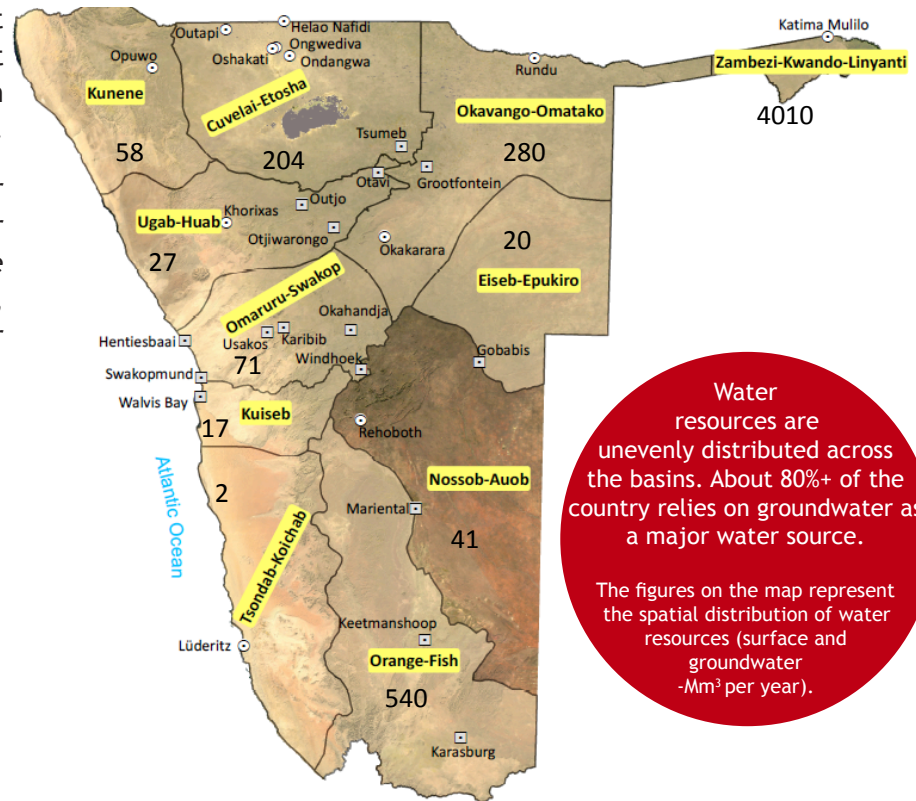 Helao Nafidi
Katima Mulilo
Outapi
Ongwediva
Oshakati
Ondangwa
Opuwo
Rundu
Zambezi-Kwando-Linyanti
Kunene
Cuvelai-Etosha
Okavango-Omatako
4010
Tsumeb
58
204
280
Otavi
Grootfontein
Outjo
Khorixas
Ugab-Huab
Otjiwarongo
Okakarara
20
27
Eiseb-Epukiro
Omaruru-Swakop
Okahandja
Hentiesbaai
Usakos
Karibib
71
Windhoek
Gobabis
Swakopmund
Walvis Bay
Kuiseb
17
Rehoboth
Atlantic Ocean
2
Nossob-Auob
Mariental
41
Tsondab-Koichab
Keetmanshoop
Lüderitz
Orange-Fish
540
Karasburg
Water
resources are
unevenly distributed across
the basins. About 80%+ of the
country relies on groundwater as
a major water source.
The figures on the map represent
the spatial distribution of water
resources (surface and
groundwater
-Mm³ per year).